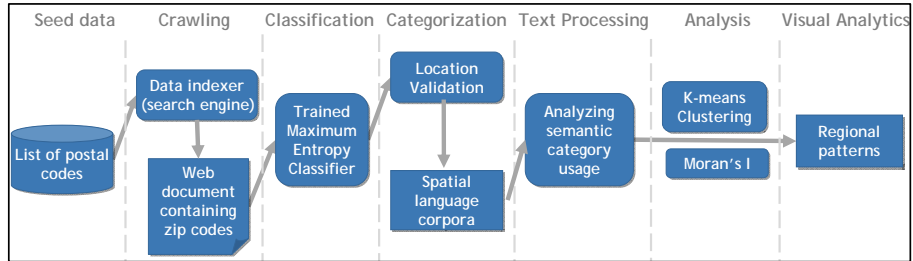 Seed data
Crawling
Classification
Categorization
Text Processing
Analysis
Visual Analytics
List of postal
codes
Data indexer
(search engine)
Web
document
containing
zip codes
Trained
Maximum
Entropy
Classifier
Location
Validation
Spatial
language
corpora
Analyzing
semantic
category
usage
K-means
Clustering
Moran's I
Regional
patterns